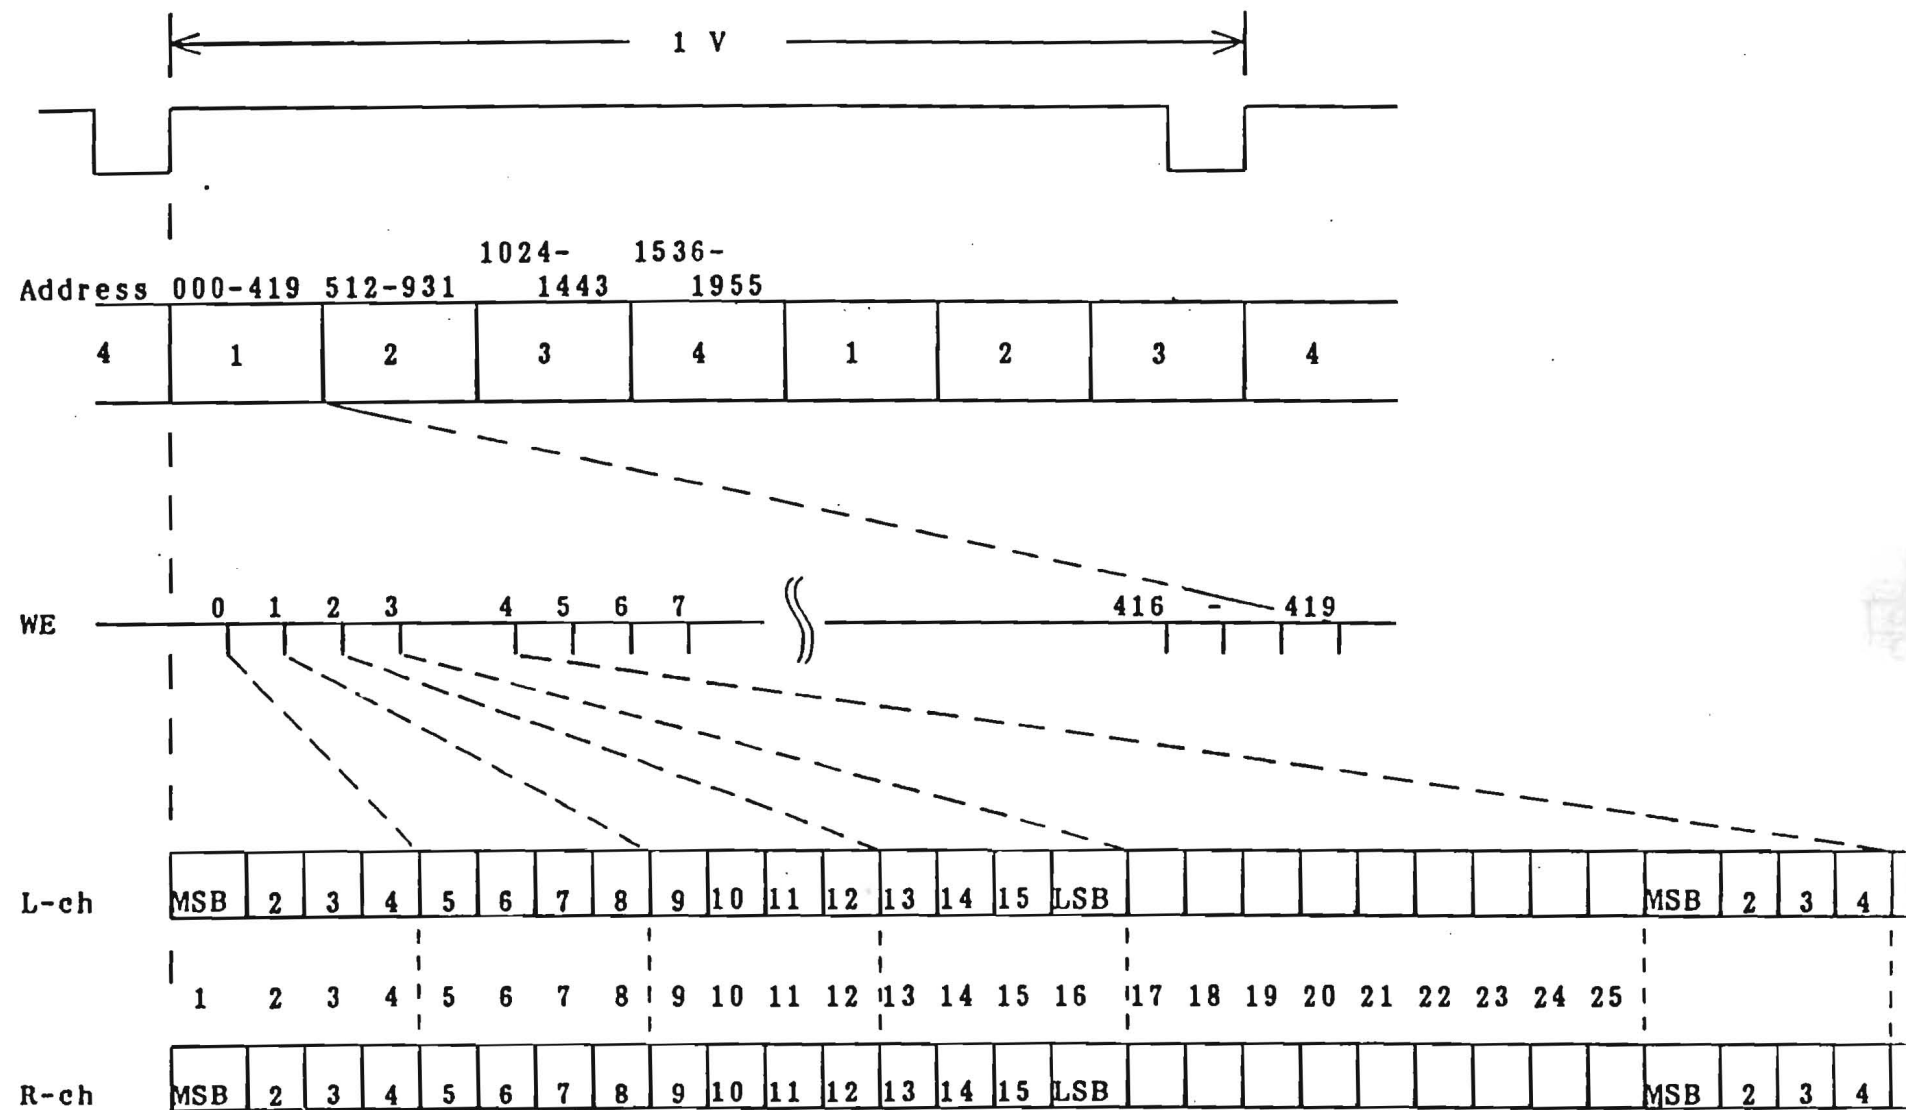 1 V
1024- 1536-
Address 000-419 512-931 1443 1955
4 1 2 3 4 1 2 3 4
0 1 2 3 4 5 6 7 416 - 419
WE
L-ch MSB 2 3 4 5 6 7 8 9 10 11 12 13 14 15 LSB MSB 2 3 4
1 2 3 4 5 6 7 8 9 10 11 12 13 14 15 16 17 18 19 20 21 22 23 24 25
R-ch MSB 2 3 4 5 6 7 8 9 10 11 12 13 14 15 LSB MSB 2 3 4